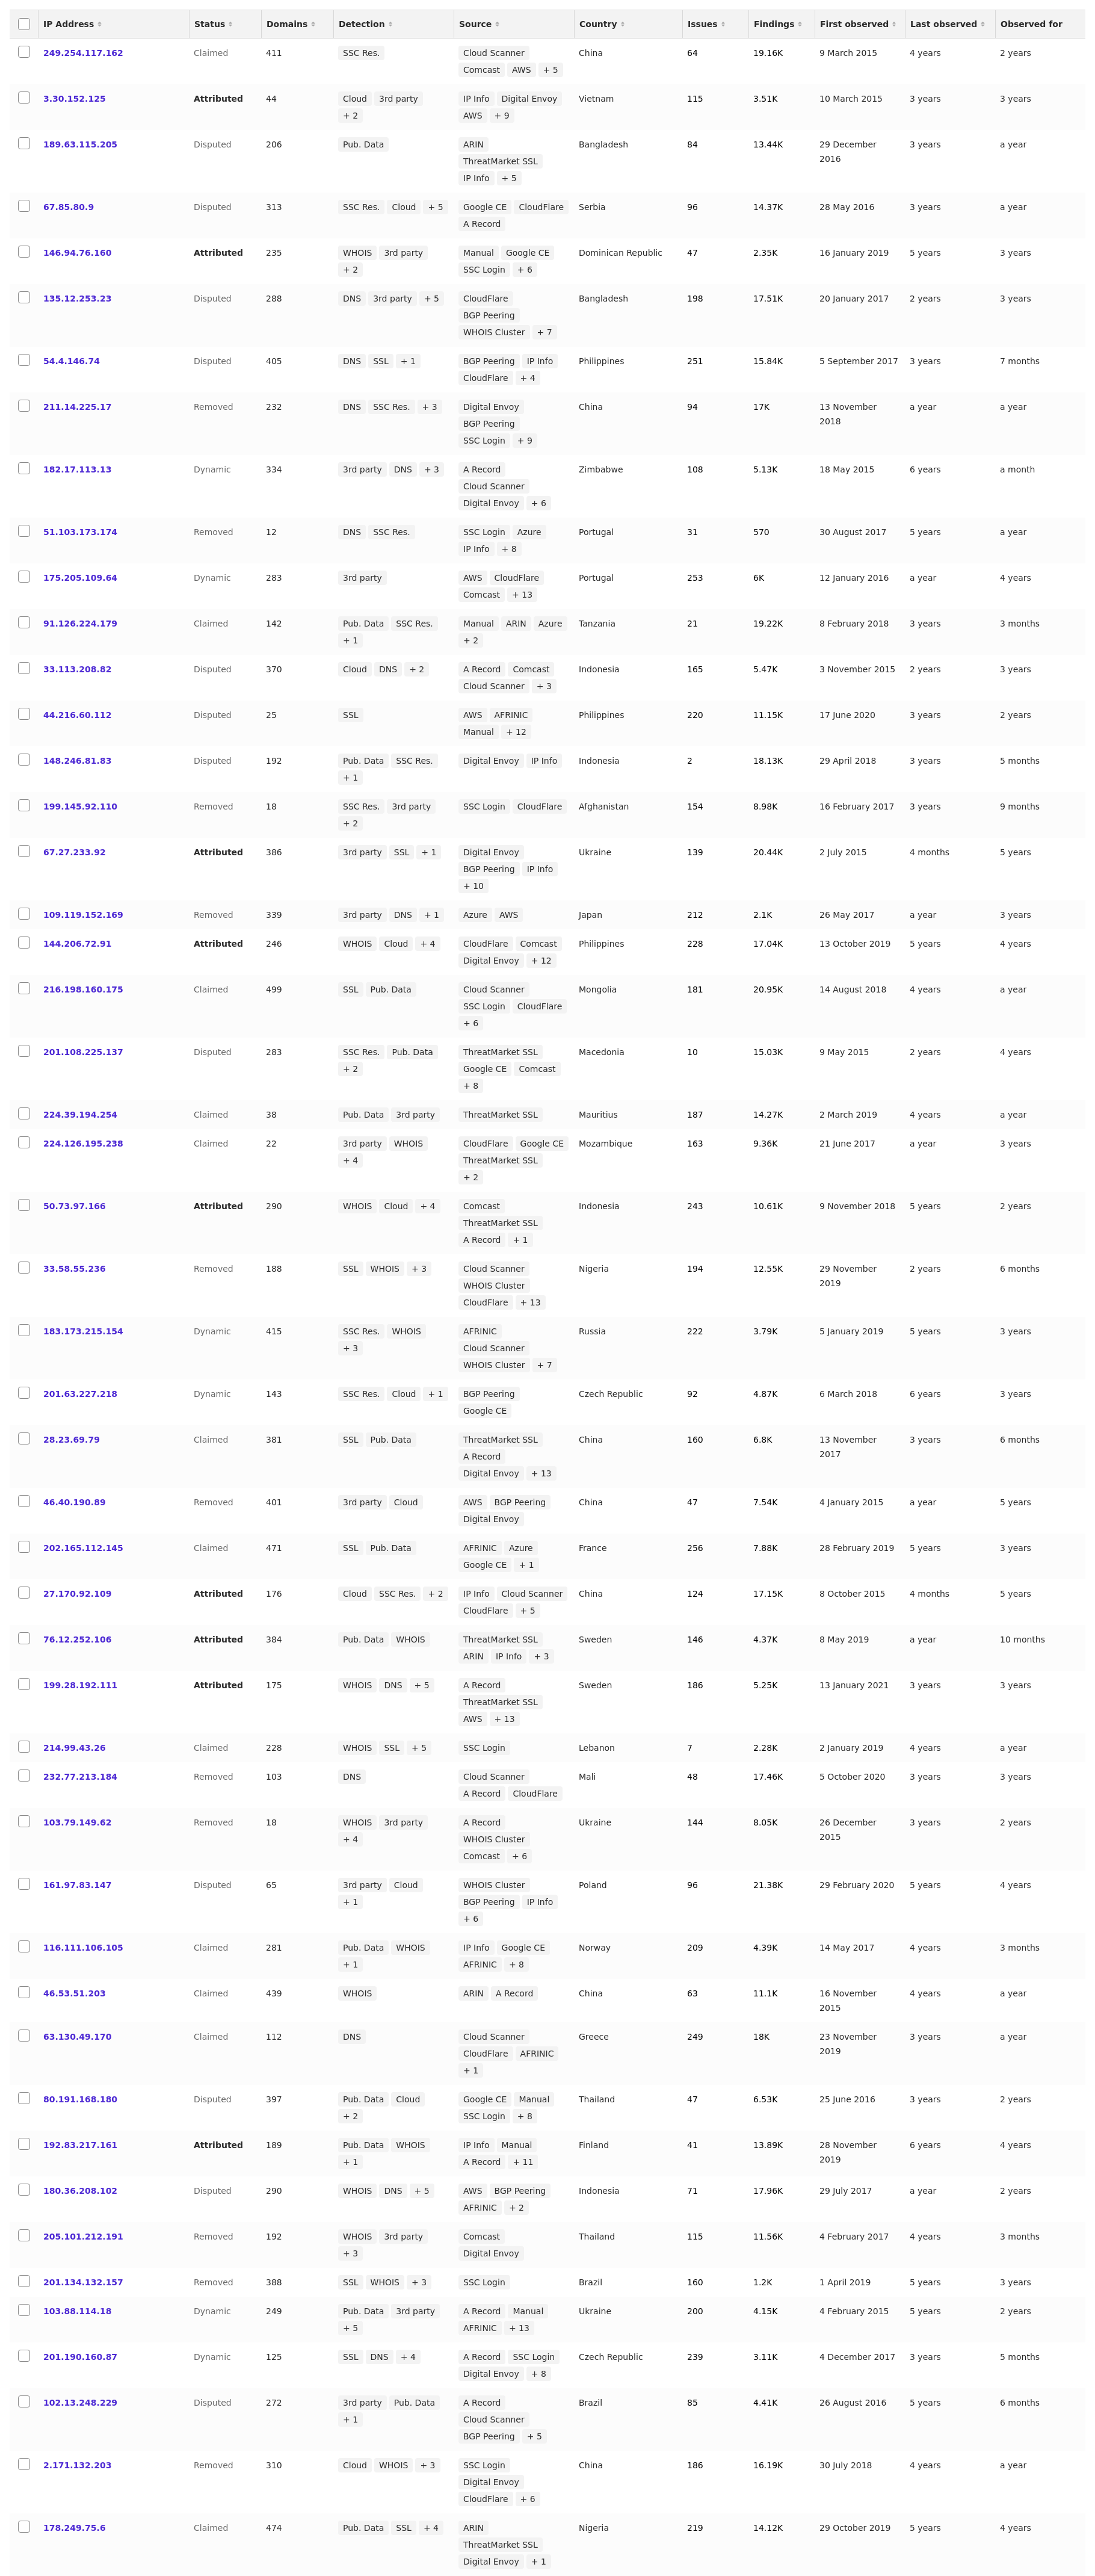 IP Address Status Domains Detection Source Country Issues Findings First observed Last observed Observed for
249.254.117.162 Claimed 411 SSC Res. Cloud Scanner China 64 19.16K 9 March 2015 4 years 2 years
Comcast AWS + 5
3.30.152.125 Attributed 44 Cloud 3rd party IP Info Digital Envoy Vietnam 115 3.51K 10 March 2015 3 years 3 years
+ 2 AWS + 9
189.63.115.205 Disputed 206 Pub. Data ARIN Bangladesh 84 13.44K 29 December 3 years a year
ThreatMarket SSL 2016
IP Info + 5
67.85.80.9 Disputed 313 SSC Res. Cloud + 5 Google CE CloudFlare Serbia 96 14.37K 28 May 2016 3 years a year
A Record
146.94.76.160 Attributed 235 WHOIS 3rd party Manual Google CE Dominican Republic 47 2.35K 16 January 2019 5 years 3 years
+ 2 SSC Login + 6
135.12.253.23 Disputed 288 DNS 3rd party + 5 CloudFlare Bangladesh 198 17.51K 20 January 2017 2 years 3 years
BGP Peering
WHOIS Cluster + 7
54.4.146.74 Disputed 405 DNS SSL + 1 BGP Peering IP Info Philippines 251 15.84K 5 September 2017 3 years 7 months
CloudFlare + 4
211.14.225.17 Removed 232 DNS SSC Res. + 3 Digital Envoy China 94 17K 13 November a year a year
BGP Peering 2018
SSC Login + 9
182.17.113.13 Dynamic 334 3rd party DNS + 3 A Record Zimbabwe 108 5.13K 18 May 2015 6 years a month
Cloud Scanner
Digital Envoy + 6
51.103.173.174 Removed 12 DNS SSC Res. SSC Login Azure Portugal 31 570 30 August 2017 5 years a year
IP Info + 8
175.205.109.64 Dynamic 283 3rd party AWS CloudFlare Portugal 253 6K 12 January 2016 a year 4 years
Comcast + 13
91.126.224.179 Claimed 142 Pub. Data SSC Res. Manual ARIN Azure Tanzania 21 19.22K 8 February 2018 3 years 3 months
+ 1 + 2
33.113.208.82 Disputed 370 Cloud DNS + 2 A Record Comcast Indonesia 165 5.47K 3 November 2015 2 years 3 years
Cloud Scanner + 3
44.216.60.112 Disputed 25 SSL AWS AFRINIC Philippines 220 11.15K 17 June 2020 3 years 2 years
Manual + 12
148.246.81.83 Disputed 192 Pub. Data SSC Res. Digital Envoy IP Info Indonesia 2 18.13K 29 April 2018 3 years 5 months
+ 1
199.145.92.110 Removed 18 SSC Res. 3rd party SSC Login CloudFlare Afghanistan 154 8.98K 16 February 2017 3 years 9 months
+ 2
67.27.233.92 Attributed 386 3rd party SSL + 1 Digital Envoy Ukraine 139 20.44K 2 July 2015 4 months 5 years
BGP Peering IP Info
+ 10
109.119.152.169 Removed 339 3rd party DNS + 1 Azure AWS Japan 212 2.1K 26 May 2017 a year 3 years
144.206.72.91 Attributed 246 WHOIS Cloud + 4 CloudFlare Comcast Philippines 228 17.04K 13 October 2019 5 years 4 years
Digital Envoy + 12
216.198.160.175 Claimed 499 SSL Pub. Data Cloud Scanner Mongolia 181 20.95K 14 August 2018 4 years a year
SSC Login CloudFlare
+ 6
201.108.225.137 Disputed 283 SSC Res. Pub. Data ThreatMarket SSL Macedonia 10 15.03K 9 May 2015 2 years 4 years
+ 2 Google CE Comcast
+ 8
224.39.194.254 Claimed 38 Pub. Data 3rd party ThreatMarket SSL Mauritius 187 14.27K 2 March 2019 4 years a year
224.126.195.238 Claimed 22 3rd party WHOIS CloudFlare Google CE Mozambique 163 9.36K 21 June 2017 a year 3 years
+ 4 ThreatMarket SSL
+ 2
50.73.97.166 Attributed 290 WHOIS Cloud + 4 Comcast Indonesia 243 10.61K 9 November 2018 5 years 2 years
ThreatMarket SSL
A Record + 1
33.58.55.236 Removed 188 SSL WHOIS + 3 Cloud Scanner Nigeria 194 12.55K 29 November 2 years 6 months
WHOIS Cluster 2019
CloudFlare + 13
183.173.215.154 Dynamic 415 SSC Res. WHOIS AFRINIC Russia 222 3.79K 5 January 2019 5 years 3 years
+ 3 Cloud Scanner
WHOIS Cluster + 7
201.63.227.218 Dynamic 143 SSC Res. Cloud + 1 BGP Peering Czech Republic 92 4.87K 6 March 2018 6 years 3 years
Google CE
28.23.69.79 Claimed 381 SSL Pub. Data ThreatMarket SSL China 160 6.8K 13 November 3 years 6 months
A Record 2017
Digital Envoy + 13
46.40.190.89 Removed 401 3rd party Cloud AWS BGP Peering China 47 7.54K 4 January 2015 a year 5 years
Digital Envoy
202.165.112.145 Claimed 471 SSL Pub. Data AFRINIC Azure France 256 7.88K 28 February 2019 5 years 3 years
Google CE + 1
27.170.92.109 Attributed 176 Cloud SSC Res. + 2 IP Info Cloud Scanner China 124 17.15K 8 October 2015 4 months 5 years
CloudFlare + 5
76.12.252.106 Attributed 384 Pub. Data WHOIS ThreatMarket SSL Sweden 146 4.37K 8 May 2019 a year 10 months
ARIN IP Info + 3
199.28.192.111 Attributed 175 WHOIS DNS + 5 A Record Sweden 186 5.25K 13 January 2021 3 years 3 years
ThreatMarket SSL
AWS + 13
214.99.43.26 Claimed 228 WHOIS SSL + 5 SSC Login Lebanon 7 2.28K 2 January 2019 4 years a year
232.77.213.184 Removed 103 DNS Cloud Scanner Mali 48 17.46K 5 October 2020 3 years 3 years
A Record CloudFlare
103.79.149.62 Removed 18 WHOIS 3rd party A Record Ukraine 144 8.05K 26 December 3 years 2 years
+ 4 WHOIS Cluster 2015
Comcast + 6
161.97.83.147 Disputed 65 3rd party Cloud WHOIS Cluster Poland 96 21.38K 29 February 2020 5 years 4 years
+ 1 BGP Peering IP Info
+ 6
116.111.106.105 Claimed 281 Pub. Data WHOIS IP Info Google CE Norway 209 4.39K 14 May 2017 4 years 3 months
+ 1 AFRINIC + 8
46.53.51.203 Claimed 439 WHOIS ARIN A Record China 63 11.1K 16 November 4 years a year
2015
63.130.49.170 Claimed 112 DNS Cloud Scanner Greece 249 18K 23 November 3 years a year
CloudFlare AFRINIC 2019
+ 1
80.191.168.180 Disputed 397 Pub. Data Cloud Google CE Manual Thailand 47 6.53K 25 June 2016 3 years 2 years
+ 2 SSC Login + 8
192.83.217.161 Attributed 189 Pub. Data WHOIS IP Info Manual Finland 41 13.89K 28 November 6 years 4 years
+ 1 A Record + 11 2019
180.36.208.102 Disputed 290 WHOIS DNS + 5 AWS BGP Peering Indonesia 71 17.96K 29 July 2017 a year 2 years
AFRINIC + 2
205.101.212.191 Removed 192 WHOIS 3rd party Comcast Thailand 115 11.56K 4 February 2017 4 years 3 months
+ 3 Digital Envoy
201.134.132.157 Removed 388 SSL WHOIS + 3 SSC Login Brazil 160 1.2K 1 April 2019 5 years 3 years
103.88.114.18 Dynamic 249 Pub. Data 3rd party A Record Manual Ukraine 200 4.15K 4 February 2015 5 years 2 years
+ 5 AFRINIC + 13
201.190.160.87 Dynamic 125 SSL DNS + 4 A Record SSC Login Czech Republic 239 3.11K 4 December 2017 3 years 5 months
Digital Envoy + 8
102.13.248.229 Disputed 272 3rd party Pub. Data A Record Brazil 85 4.41K 26 August 2016 5 years 6 months
+ 1 Cloud Scanner
BGP Peering + 5
2.171.132.203 Removed 310 Cloud WHOIS + 3 SSC Login China 186 16.19K 30 July 2018 4 years a year
Digital Envoy
CloudFlare + 6
178.249.75.6 Claimed 474 Pub. Data SSL + 4 ARIN Nigeria 219 14.12K 29 October 2019 5 years 4 years
ThreatMarket SSL
Digital Envoy + 1